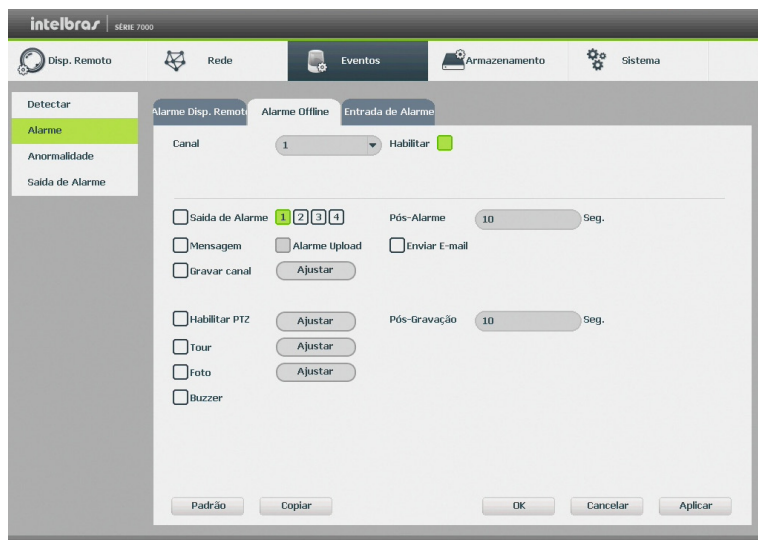 intelbras SÉRIE 7000
Disp. Remoto Rede Eventos Armazenamento Sistema
Detectar
Alarme
Anormalidade
Saída de Alarme
Alarme Disp. Remoto Alarme Offline Entrada de Alarme
Canal 1 Habilitar
Saida de Alarme 1 2 3 4 Pós-Alarme 10 Seg.
Mensagem Alarme Upload Enviar E-mail
Gravar canal Ajustar
Habilitar PTZ Ajustar Pós-Gravação 10 Seg.
Tour Ajustar
Foto Ajustar
Buzzer
Padrão Copiar OK Cancelar Aplicar